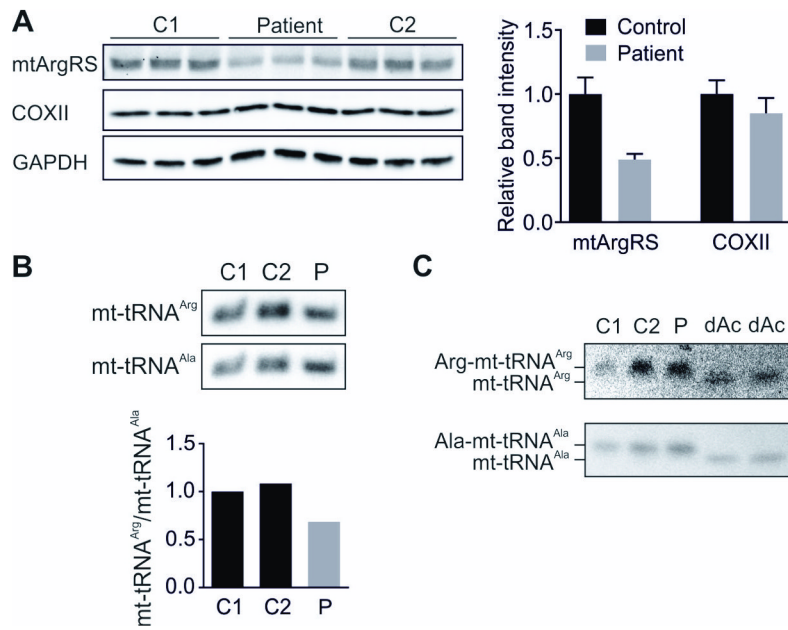 A
C1 Patient C2
mtArgRS
COXII
GAPDH
Control
Patient
Relative band intensity
1.5
1.0
0.5
0.0
mtArgRS COXII
B
C1 C2 P
mt-tRNAᴬʳᵍ
mt-tRNAᴬˡᵃ
mt-tRNAᴬʳᵍ/mt-tRNAᴬˡᵃ
1.5
1.0
0.5
0.0
C1 C2 P
C
C1 C2 P dAc dAc
Arg-mt-tRNAᴬʳᵍ
mt-tRNAᴬʳᵍ
Ala-mt-tRNAᴬˡᵃ
mt-tRNAᴬˡᵃ